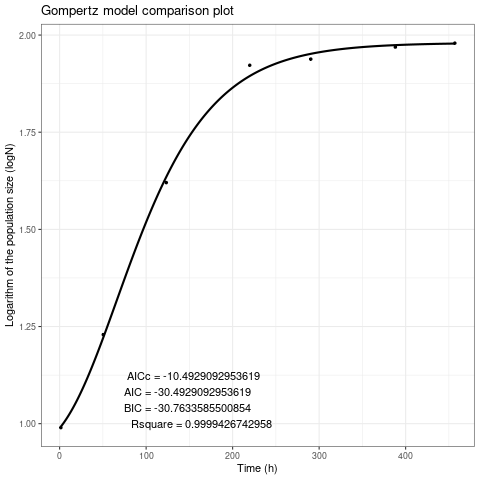 Gompertz model comparison plot
Logarithm of the population size (logN)
2.00
1.75
1.50
1.25
1.00
AICc = -10.4929092953619
AIC = -30.4929092953619
BIC = -30.7633585500854
Rsquare = 0.9999426742958
0 100 200 300 400
Time (h)